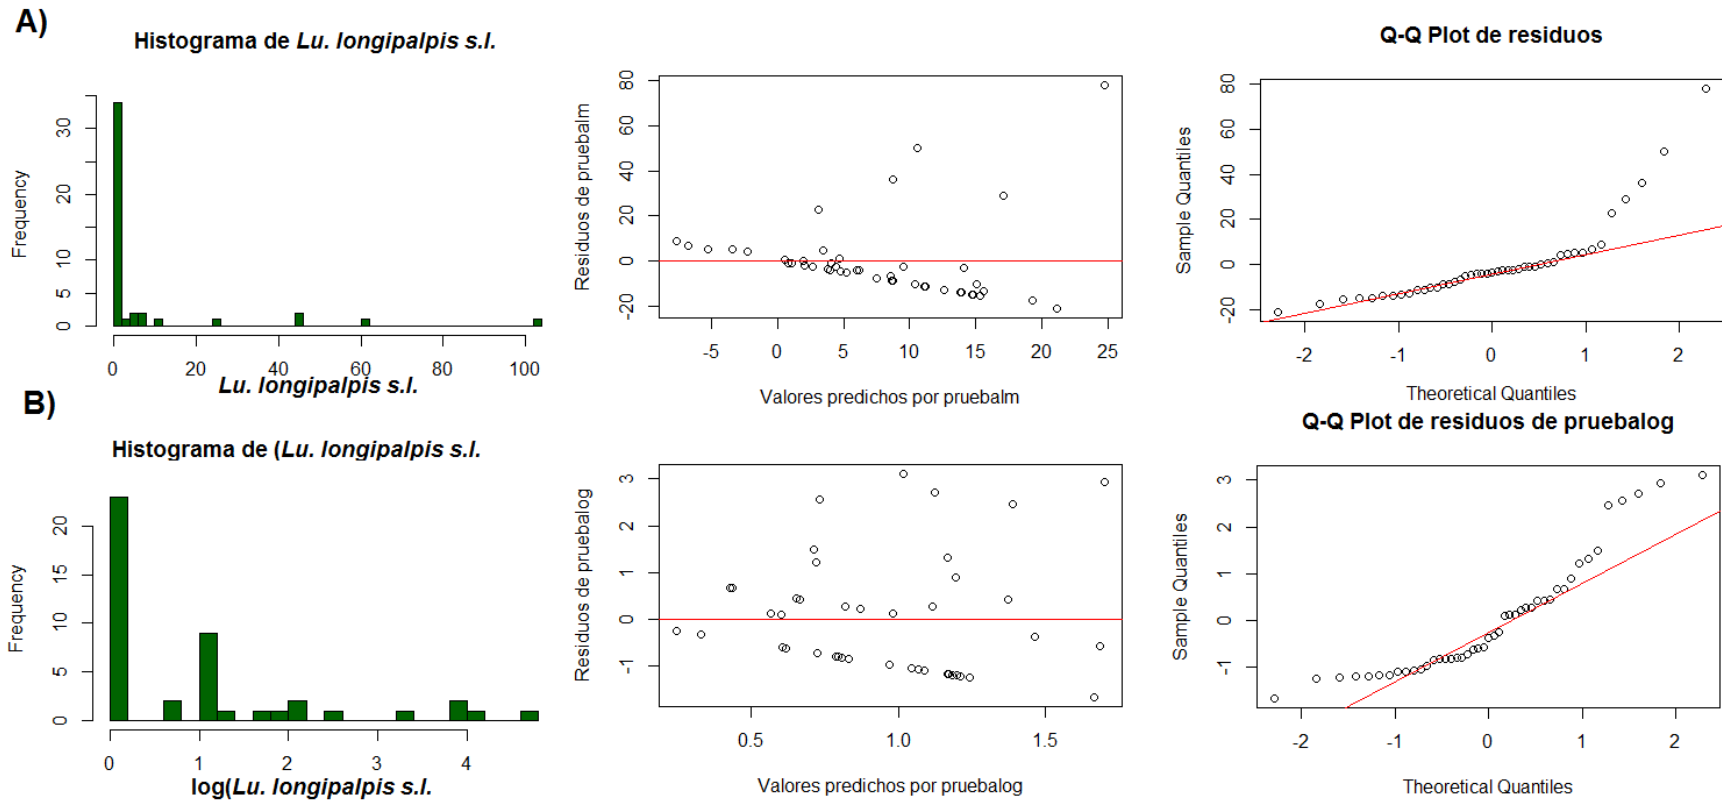 A)
Histograma de Lu. longipalpis s.l.
Frequency
0 5 10 20 30
0 20 40 60 80 100
Lu. longipalpis s.l.
Residuos de pruebalm
-20 0 20 40 60 80
-5 0 5 10 15 20 25
Valores predichos por pruebalm
Q-Q Plot de residuos
Sample Quantiles
-20 0 20 40 60 80
-2 -1 0 1 2
Theoretical Quantiles
B)
Histograma de (Lu. longipalpis s.l.
Frequency
0 5 10 15 20
0 1 2 3 4
log(Lu. longipalpis s.l.
Residuos de pruebalog
-1 0 1 2 3
0.5 1.0 1.5
Valores predichos por pruebalog
Q-Q Plot de residuos de pruebalog
Sample Quantiles
-1 0 1 2 3
-2 -1 0 1 2
Theoretical Quantiles